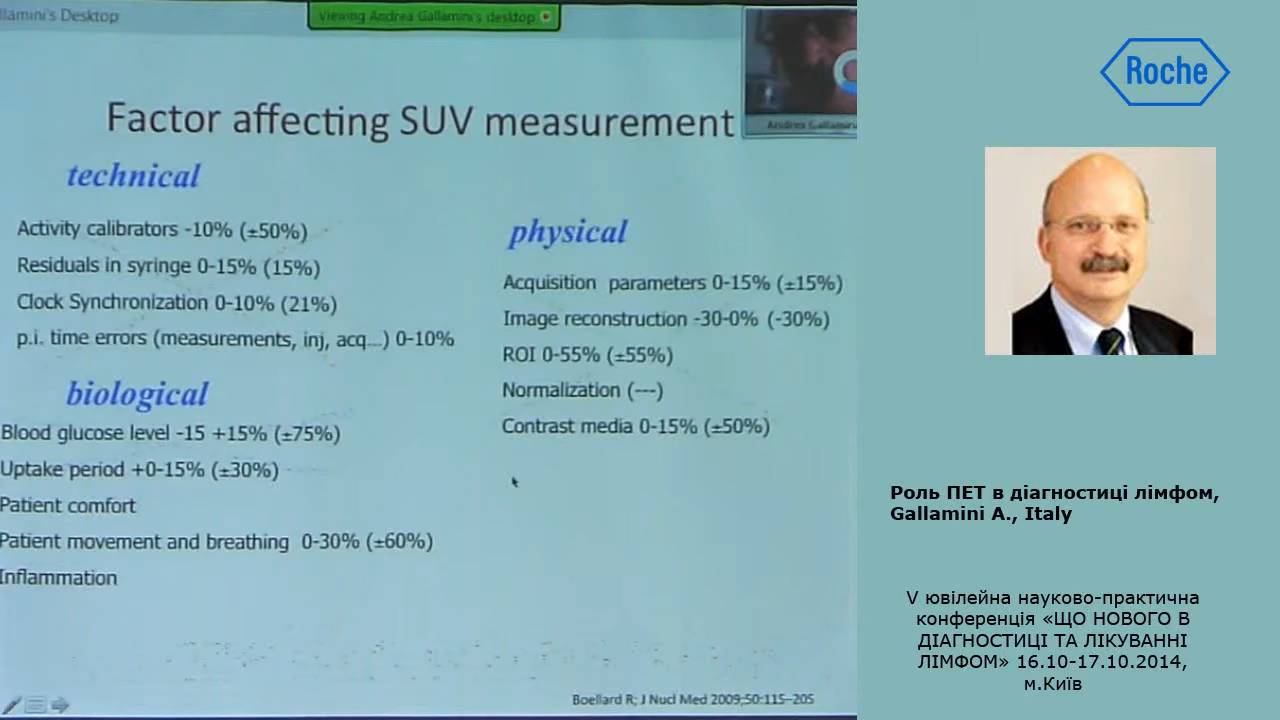 llamini's Desktop
Viewing Andrea Gallamini's desktop
Andrea Gallamini
Factor affecting SUV measurement
technical
Activity calibrators -10% (±50%)
Residuals in syringe 0-15% (15%)
Clock Synchronization 0-10% (21%)
p.i. time errors (measurements, inj, acq...) 0-10%
biological
Blood glucose level -15 +15% (±75%)
Uptake period +0-15% (±30%)
Patient comfort
Patient movement and breathing 0-30% (±60%)
Inflammation
physical
Acquisition parameters 0-15% (±15%)
Image reconstruction -30-0% (-30%)
ROI 0-55% (±55%)
Normalization (---)
Contrast media 0-15% (±50%)
Boellard R; J Nucl Med 2009;50:11S–20S
Roche
Роль ПЕТ в діагностиці лімфом,
Gallamini A., Italy
V ювілейна науково-практична
конференція «ЩО НОВОГО В
ДІАГНОСТИЦІ ТА ЛІКУВАННІ
ЛІМФОМ» 16.10-17.10.2014,
м.Київ